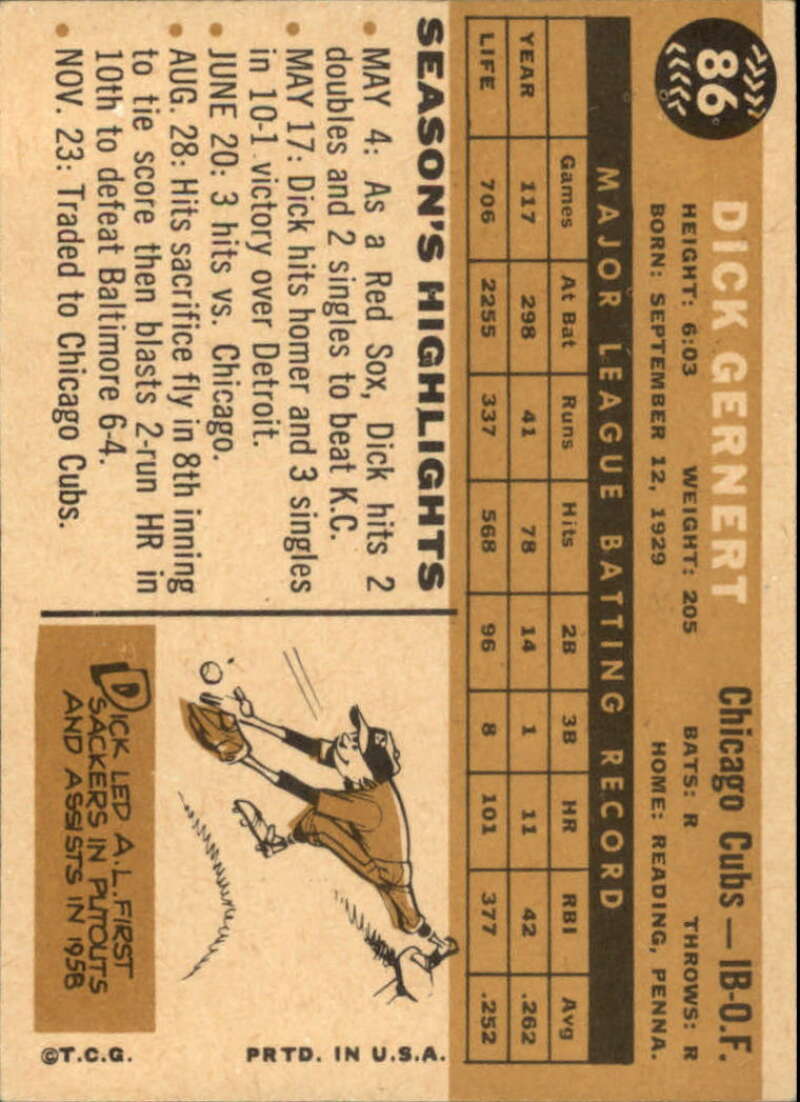 86
DICK GERNERT Chicago Cubs — IB-O.F.
HEIGHT: 6:03 WEIGHT: 205 BATS: R THROWS: R
BORN: SEPTEMBER 12, 1929 HOME: READING, PENNA.
MAJOR LEAGUE BATTING RECORD
Games At Bat Runs Hits 2B 3B HR RBI Avg
YEAR 117 298 41 78 14 1 11 42 .262
LIFE 706 2255 337 568 96 8 101 377 .252
SEASON'S HIGHLIGHTS
• MAY 4: As a Red Sox, Dick hits 2
doubles and 2 singles to beat K.C.
• MAY 17: Dick hits homer and 3 singles
in 10-1 victory over Detroit.
• JUNE 20: 3 hits vs. Chicago.
• AUG. 28: Hits sacrifice fly in 8th inning
to tie score then blasts 2-run HR in
10th to defeat Baltimore 6-4.
• NOV. 23: Traded to Chicago Cubs.
DICK LED A.L. FIRST
SACKERS IN PUTOUTS
AND ASSISTS IN 1958
©T.C.G. PRTD. IN U.S.A.